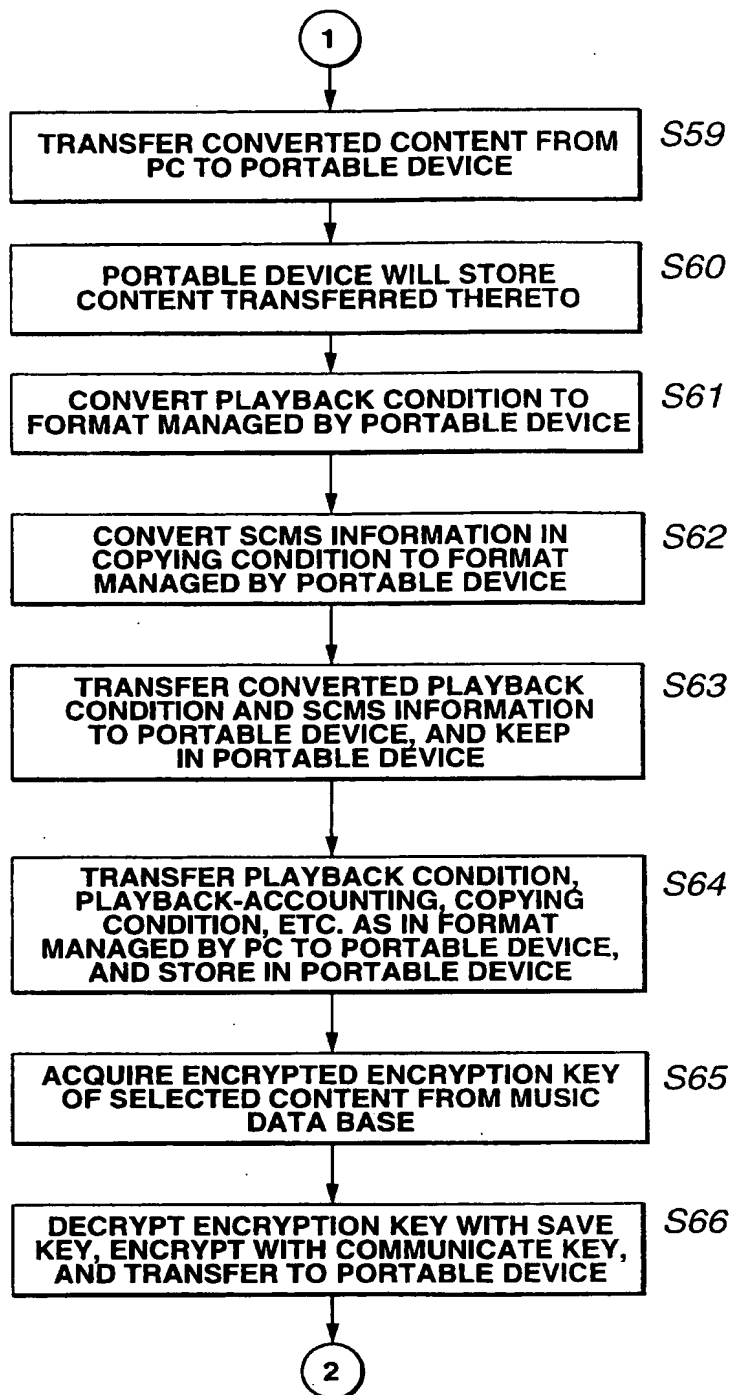 1
TRANSFER CONVERTED CONTENT FROM
PC TO PORTABLE DEVICE
S59
PORTABLE DEVICE WILL STORE
CONTENT TRANSFERRED THERETO
S60
CONVERT PLAYBACK CONDITION TO
FORMAT MANAGED BY PORTABLE DEVICE
S61
CONVERT SCMS INFORMATION IN
COPYING CONDITION TO FORMAT
MANAGED BY PORTABLE DEVICE
S62
TRANSFER CONVERTED PLAYBACK
CONDITION AND SCMS INFORMATION
TO PORTABLE DEVICE, AND KEEP
IN PORTABLE DEVICE
S63
TRANSFER PLAYBACK CONDITION,
PLAYBACK-ACCOUNTING, COPYING
CONDITION, ETC. AS IN FORMAT
MANAGED BY PC TO PORTABLE DEVICE,
AND STORE IN PORTABLE DEVICE
S64
ACQUIRE ENCRYPTED ENCRYPTION KEY
OF SELECTED CONTENT FROM MUSIC
DATA BASE
S65
DECRYPT ENCRYPTION KEY WITH SAVE
KEY, ENCRYPT WITH COMMUNICATE KEY,
AND TRANSFER TO PORTABLE DEVICE
S66
2